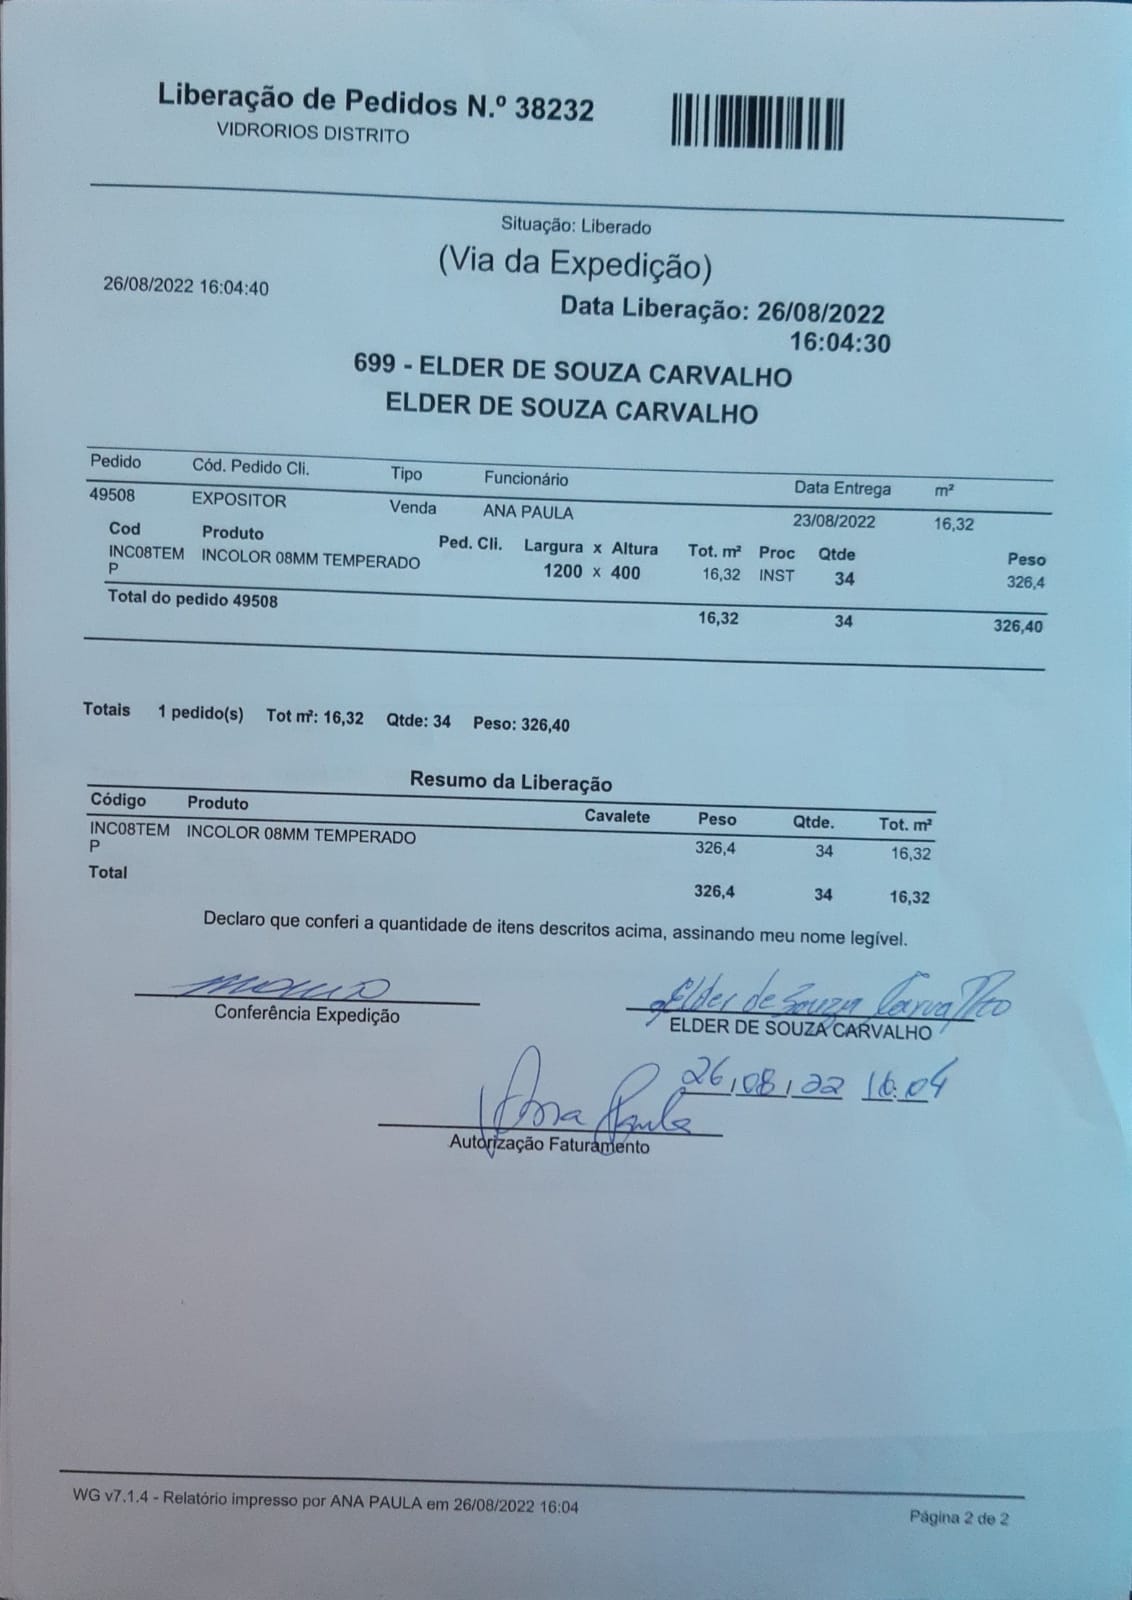 Liberação de Pedidos N.º 38232
VIDRORIOS DISTRITO
Situação: Liberado
(Via da Expedição)
26/08/2022 16:04:40
Data Liberação: 26/08/2022
16:04:30
699 - ELDER DE SOUZA CARVALHO
ELDER DE SOUZA CARVALHO
Pedido Cód. Pedido Cli. Tipo Funcionário Data Entrega m²
49508 EXPOSITOR Venda ANA PAULA 23/08/2022 16,32
Cod Produto Ped. Cli. Largura x Altura Tot. m² Proc Qtde Peso
INC08TEM INCOLOR 08MM TEMPERADO 1200 x 400 16,32 INST 34 326,4
P
Total do pedido 49508 16,32 34 326,40
Totais 1 pedido(s) Tot m²: 16,32 Qtde: 34 Peso: 326,40
Resumo da Liberação
Código Produto Cavalete Peso Qtde. Tot. m²
INC08TEM INCOLOR 08MM TEMPERADO 326,4 34 16,32
P
Total 326,4 34 16,32
Declaro que conferi a quantidade de itens descritos acima, assinando meu nome legível.
Elder de Souza Carvalho
Conferência Expedição ELDER DE SOUZA CARVALHO
26/08/22 16:04
Ana Paula
Autorização Faturamento
WG v7.1.4 - Relatório impresso por ANA PAULA em 26/08/2022 16:04
Página 2 de 2